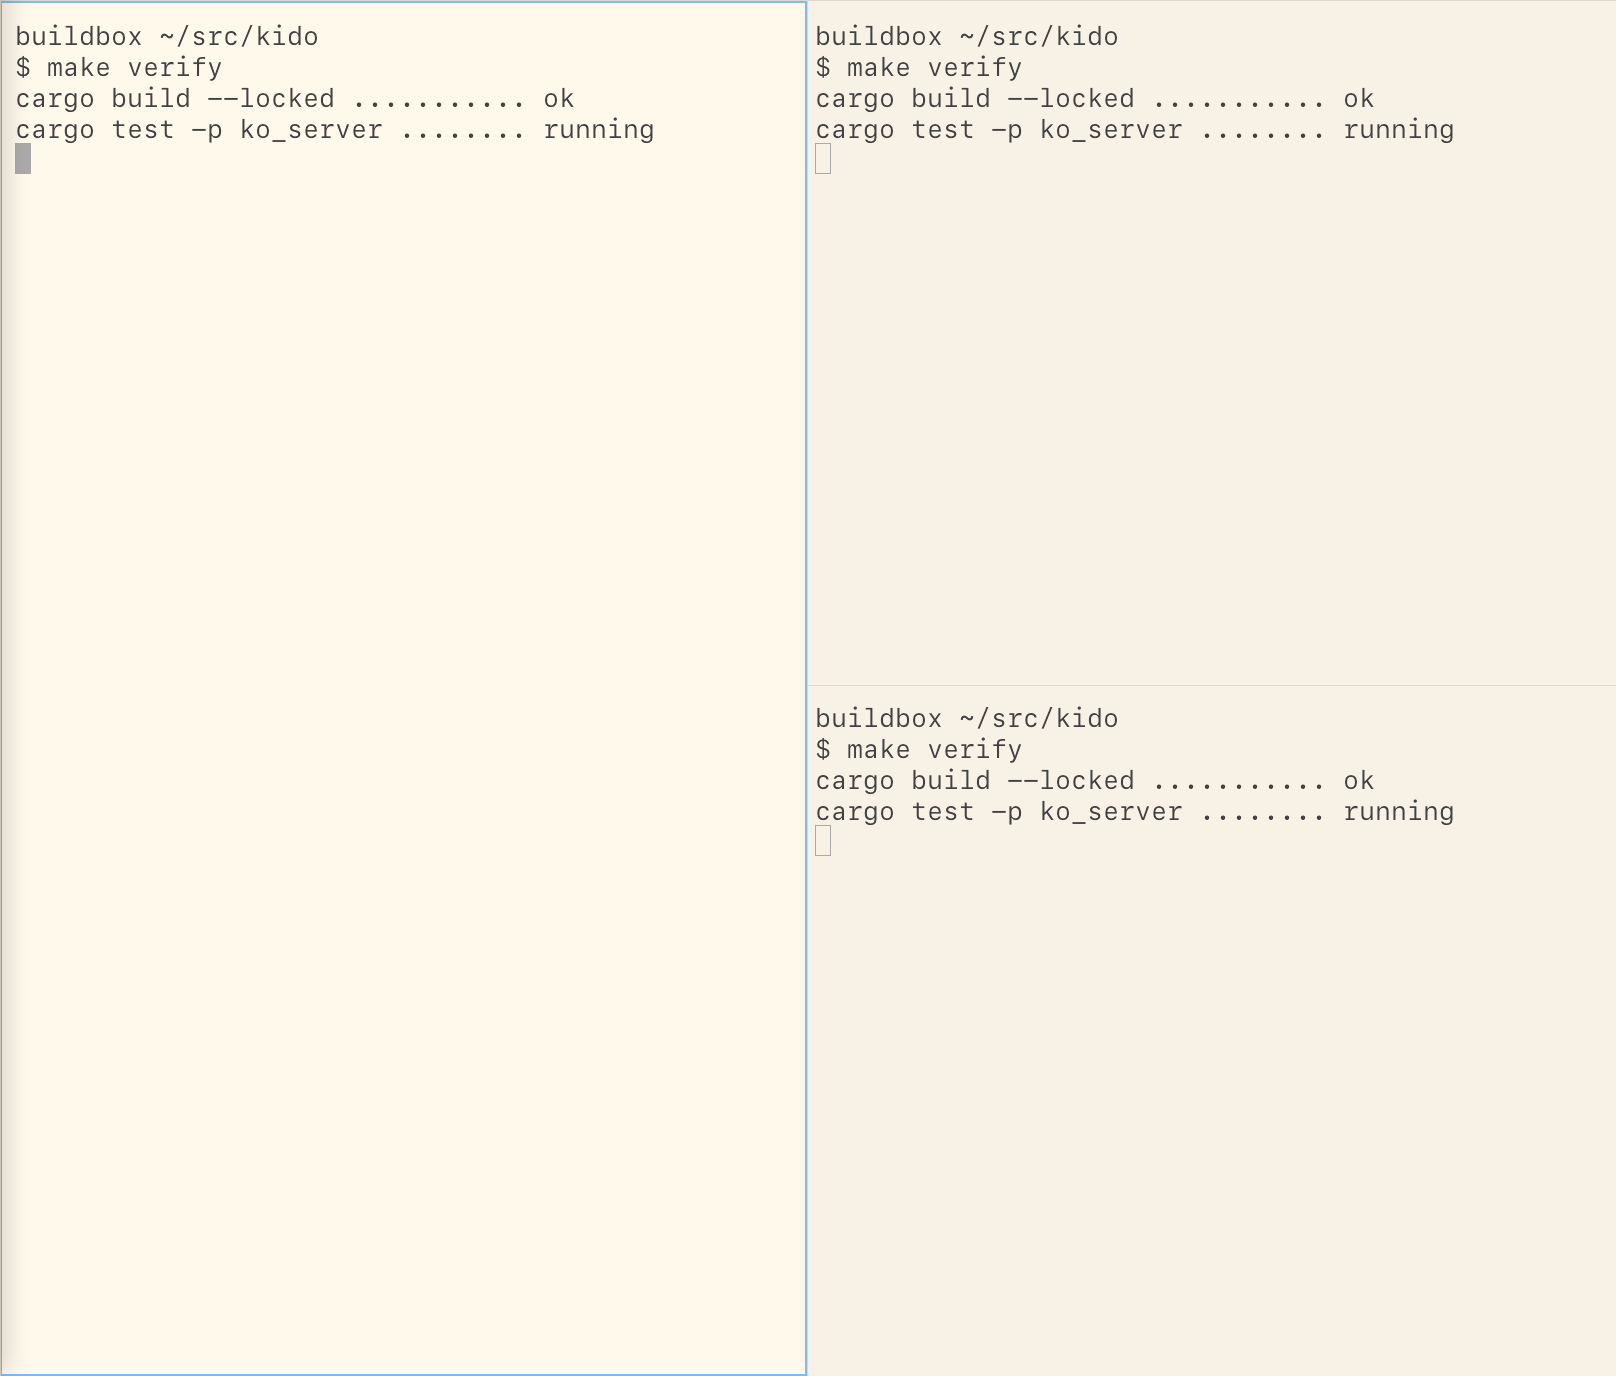 buildbox ~/src/kido
$ make verify
cargo build --locked ........... ok
cargo test -p ko_server ........ running
buildbox ~/src/kido
$ make verify
cargo build --locked ........... ok
cargo test -p ko_server ........ running
buildbox ~/src/kido
$ make verify
cargo build --locked ........... ok
cargo test -p ko_server ........ running